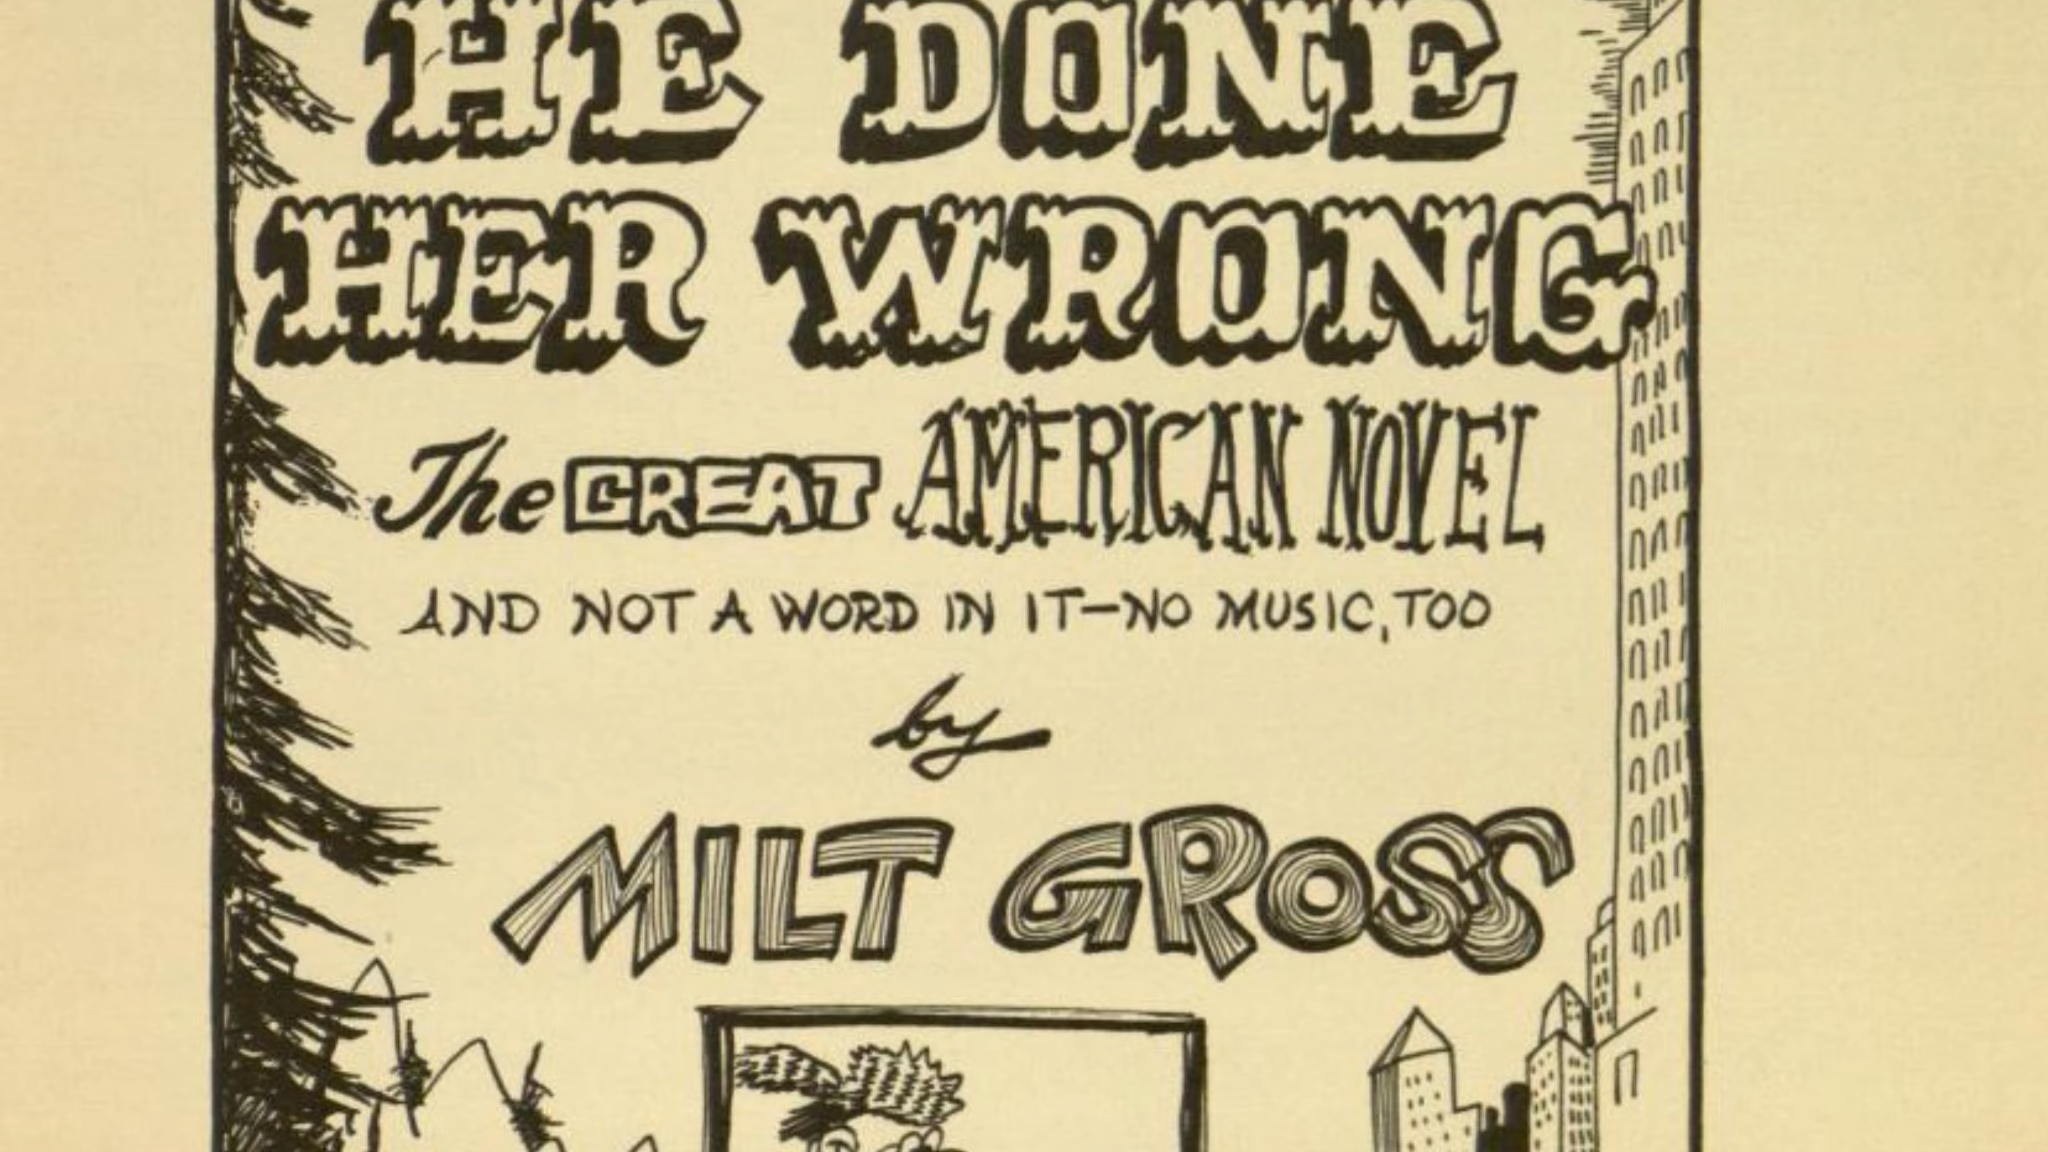 HE DONE
HER WRONG
The GREAT AMERICAN NOVEL
AND NOT A WORD IN IT—NO MUSIC, TOO
by
MILT GROSS